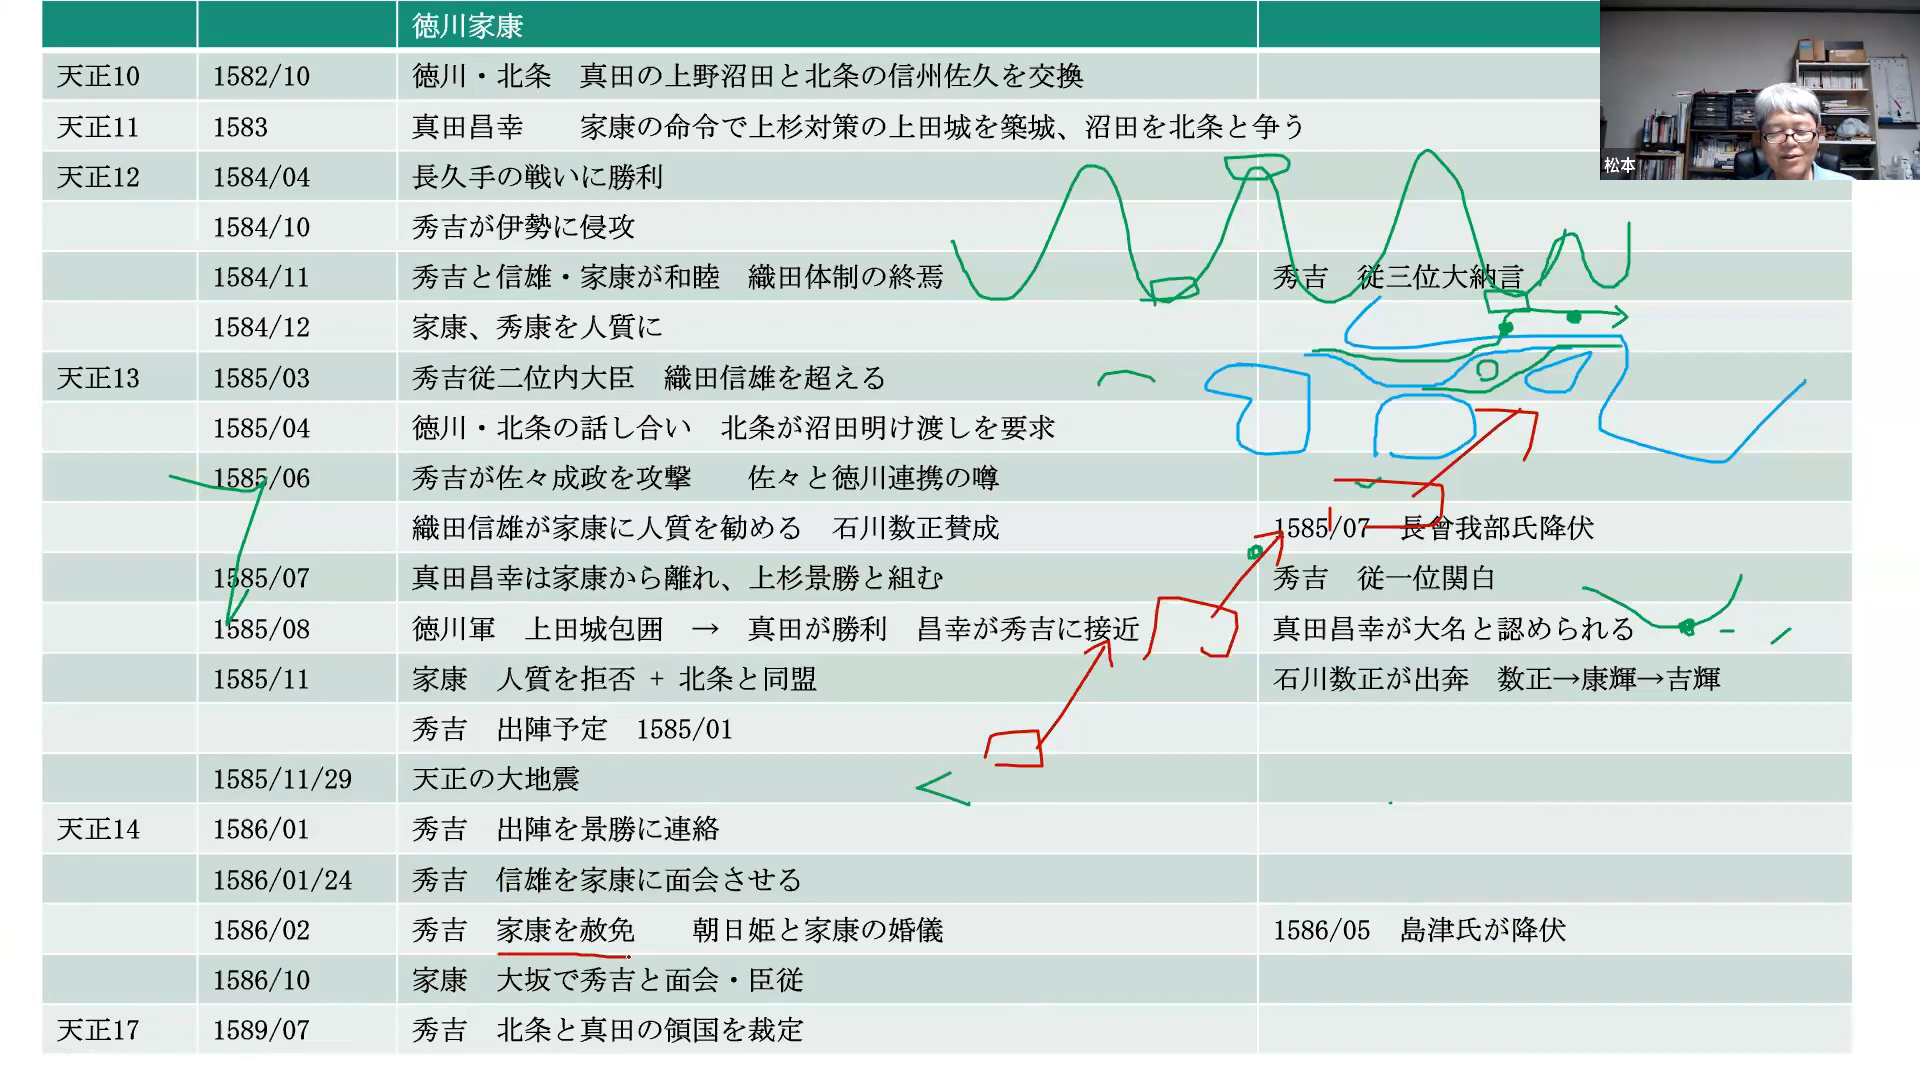 徳川家康
天正10 1582/10 徳川・北条　真田の上野沼田と北条の信州佐久を交換
天正11 1583 真田昌幸　　家康の命令で上杉対策の上田城を築城、沼田を北条と争う
天正12 1584/04 長久手の戦いに勝利
1584/10 秀吉が伊勢に侵攻
1584/11 秀吉と信雄・家康が和睦　織田体制の終焉 秀吉　従三位大納言
1584/12 家康、秀康を人質に
天正13 1585/03 秀吉従二位内大臣　織田信雄を超える
1585/04 徳川・北条の話し合い　北条が沼田明け渡しを要求
1585/06 秀吉が佐々成政を攻撃　　佐々と徳川連携の噂
織田信雄が家康に人質を勧める　石川数正賛成 1585/07　長曾我部氏降伏
1585/07 真田昌幸は家康から離れ、上杉景勝と組む 秀吉　従一位関白
1585/08 徳川軍　上田城包囲　→　真田が勝利　昌幸が秀吉に接近 真田昌幸が大名と認められる
1585/11 家康　人質を拒否 + 北条と同盟 石川数正が出奔　数正→康輝→吉輝
秀吉　出陣予定　1585/01
1585/11/29 天正の大地震
天正14 1586/01 秀吉　出陣を景勝に連絡
1586/01/24 秀吉　信雄を家康に面会させる
1586/02 秀吉　家康を赦免　　朝日姫と家康の婚儀 1586/05　島津氏が降伏
1586/10 家康　大坂で秀吉と面会・臣従
天正17 1589/07 秀吉　北条と真田の領国を裁定
松本